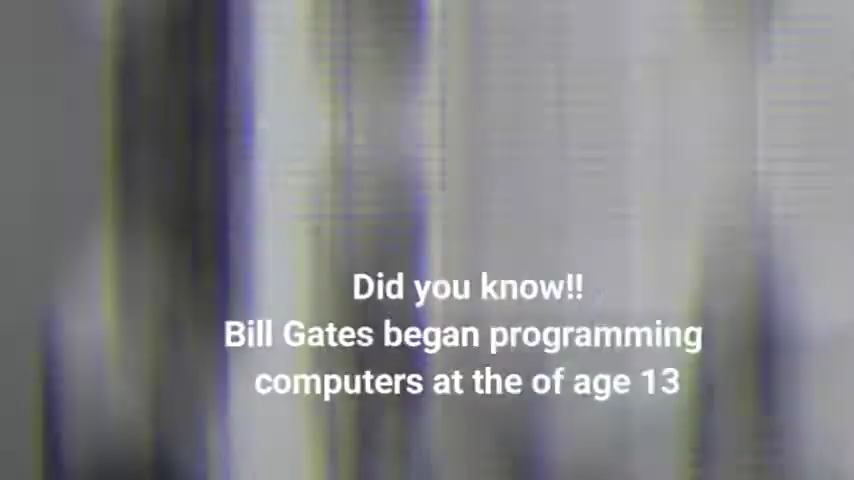 Did you know!!
Bill Gates began programming
computers at the of age 13